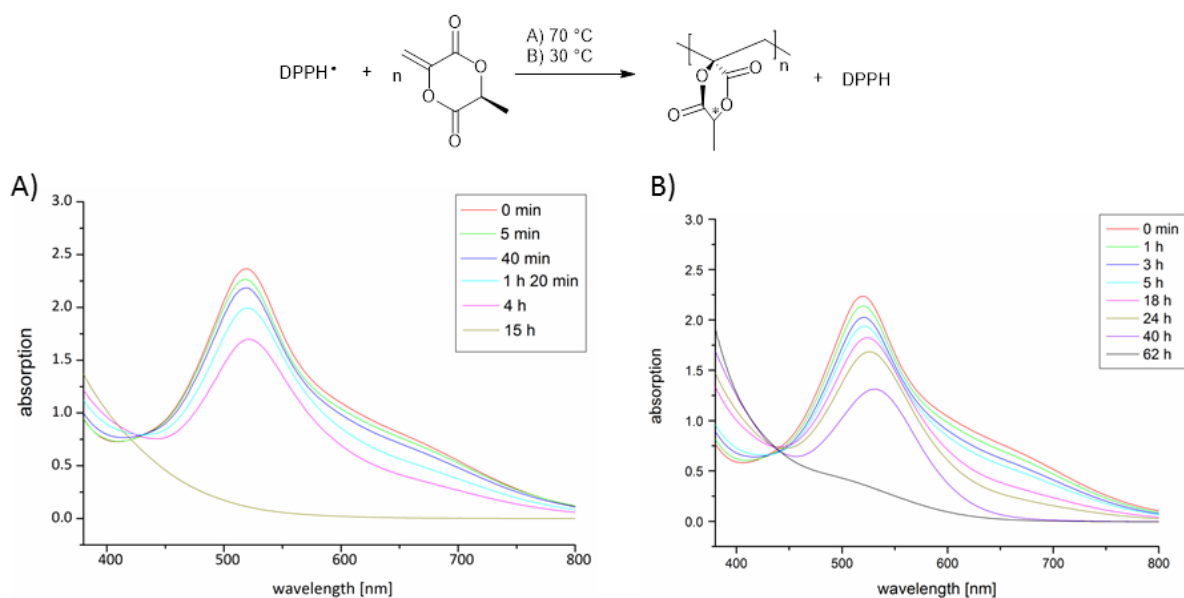 A) 70 °C
B) 30 °C
DPPH• + n
O
O
O
O
n
O
O
O
O
*
+ DPPH
A)
3.0
2.5
2.0
1.5
1.0
0.5
0.0
absorption
400 500 600 700 800
wavelength [nm]
0 min
5 min
40 min
1 h 20 min
4 h
15 h
B)
3.0
2.5
2.0
1.5
1.0
0.5
0.0
absorption
400 500 600 700 800
wavelength [nm]
0 min
1 h
3 h
5 h
18 h
24 h
40 h
62 h